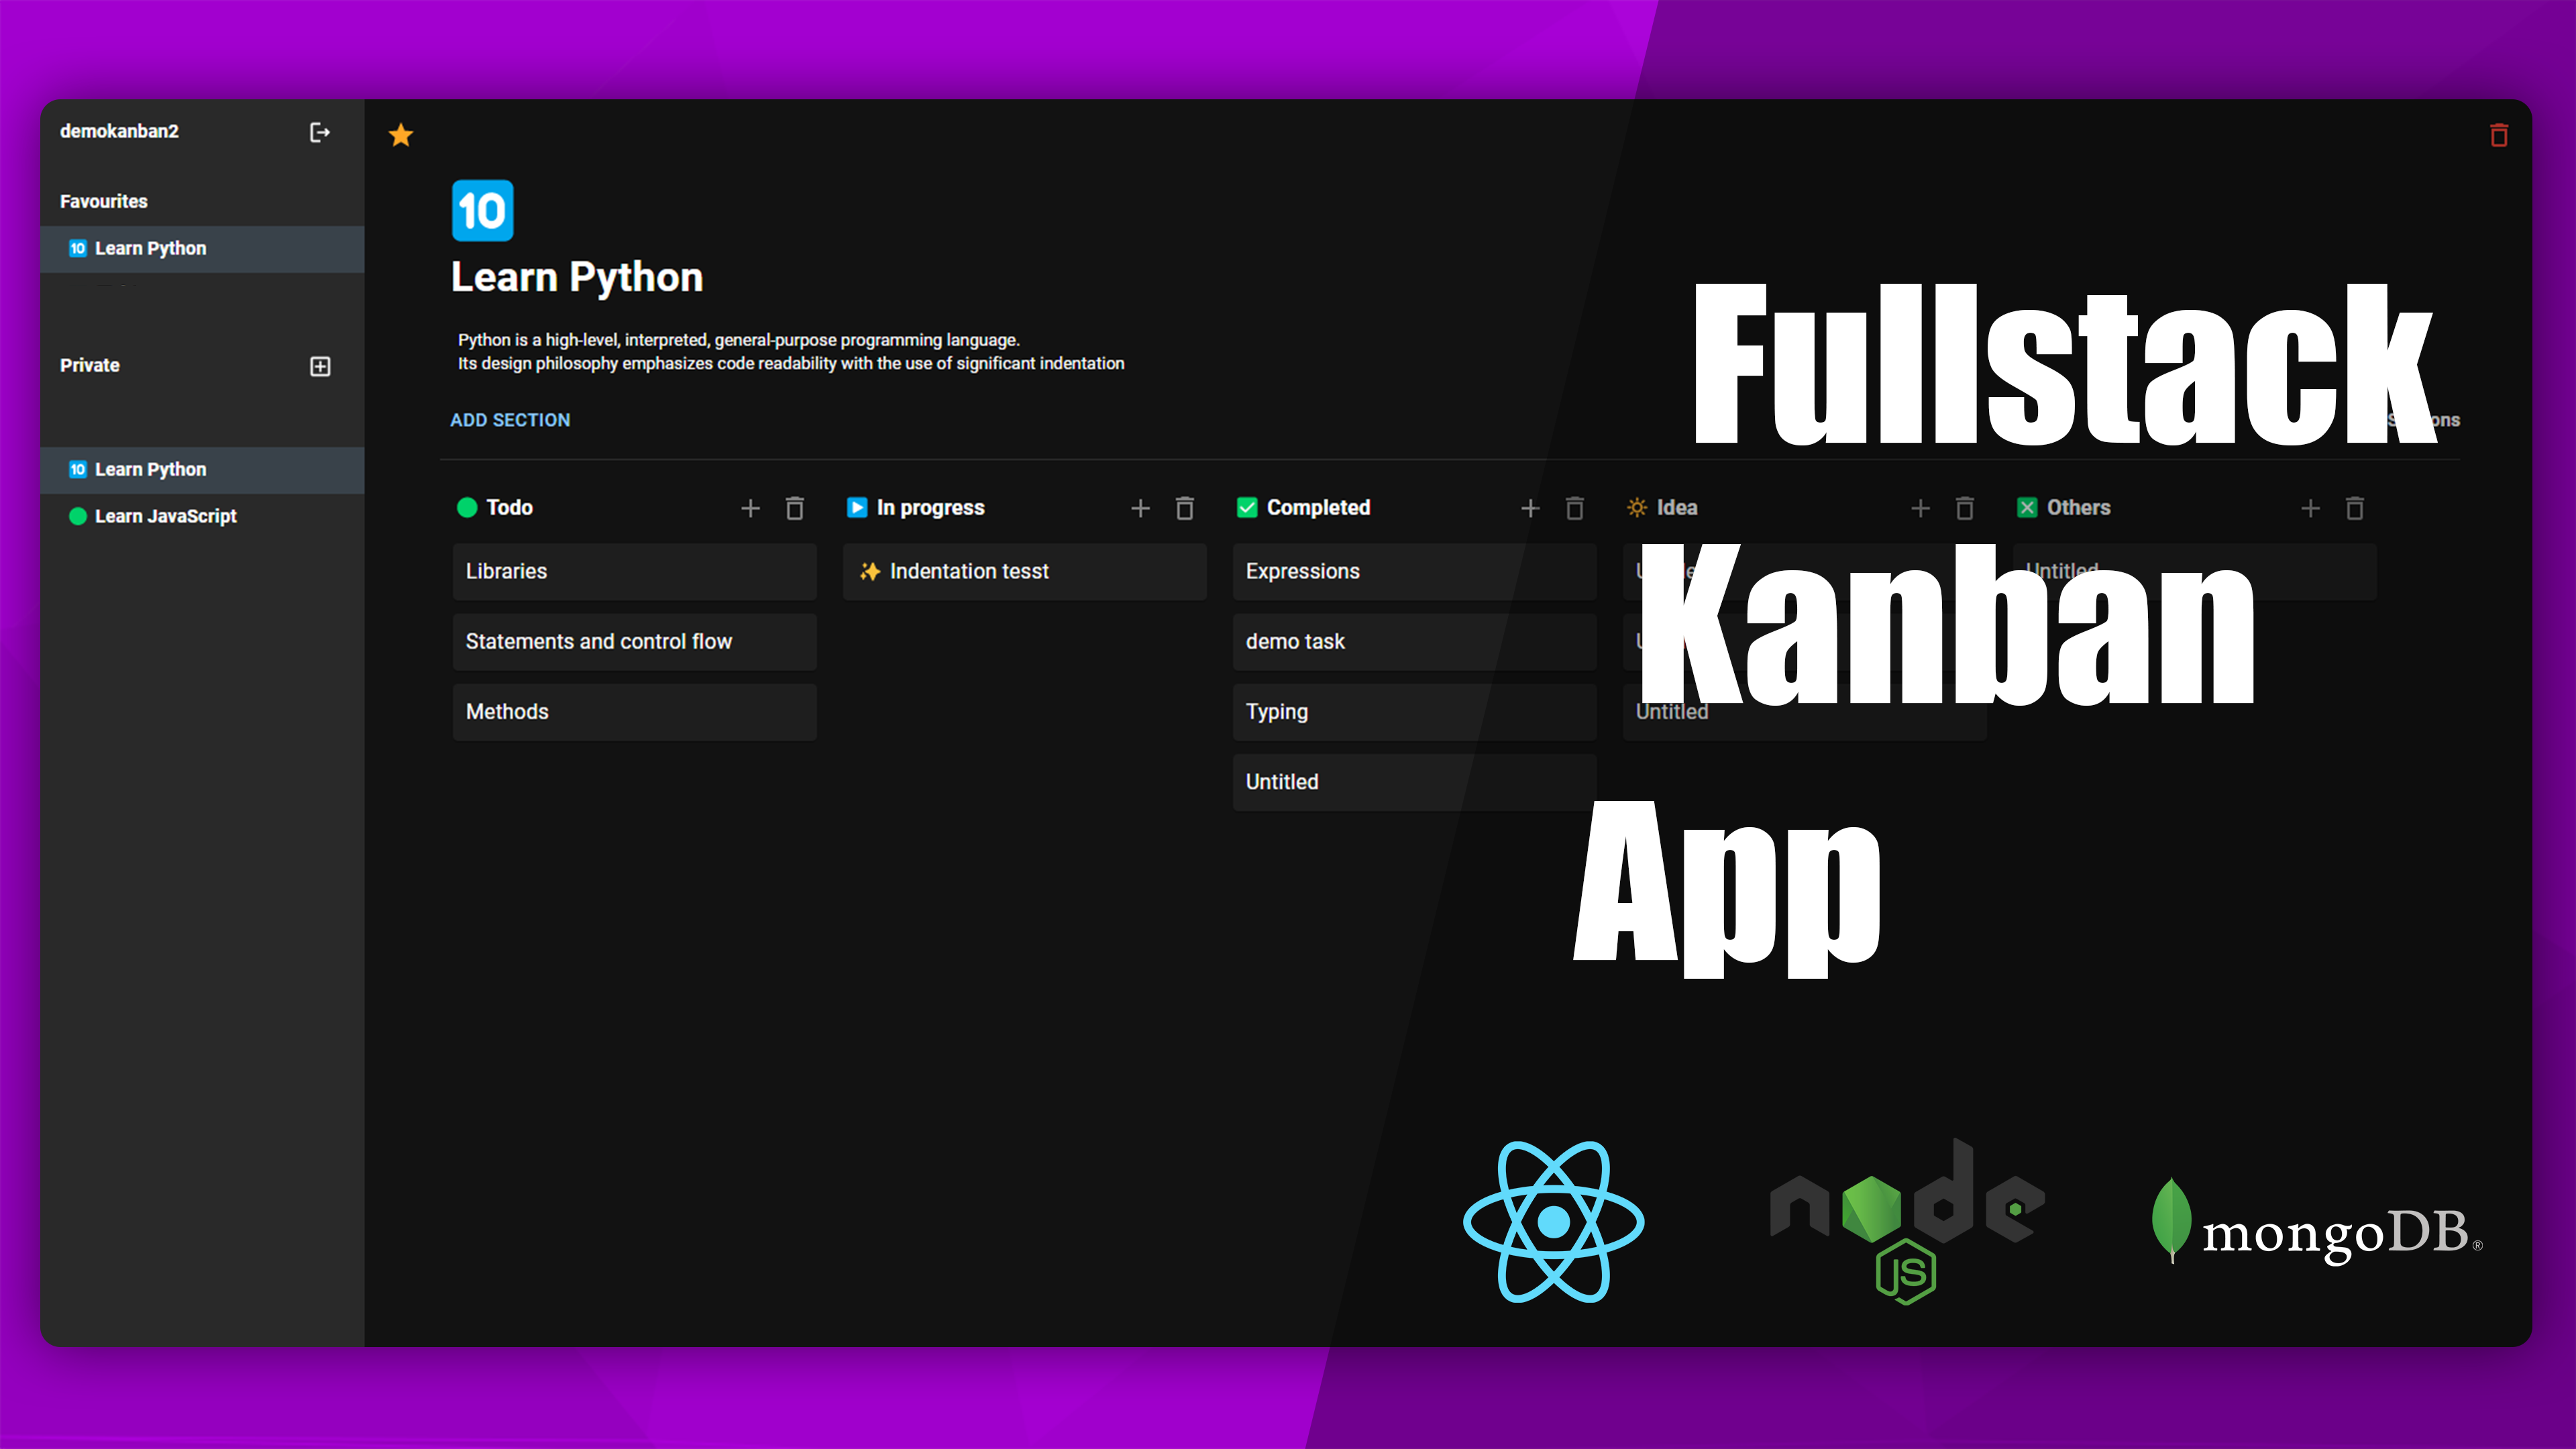 demokanban2
Favourites
10 Learn Python
Private
10 Learn Python
Learn JavaScript
10
Learn Python
Python is a high-level, interpreted, general-purpose programming language.
Its design philosophy emphasizes code readability with the use of significant indentation
ADD SECTION
Todo
Libraries
Statements and control flow
Methods
In progress
Indentation tesst
Completed
Expressions
demo task
Typing
Untitled
Idea
Untitled
Others
Untitled
Fullstack
Kanban
App
node
JS
mongoDB®